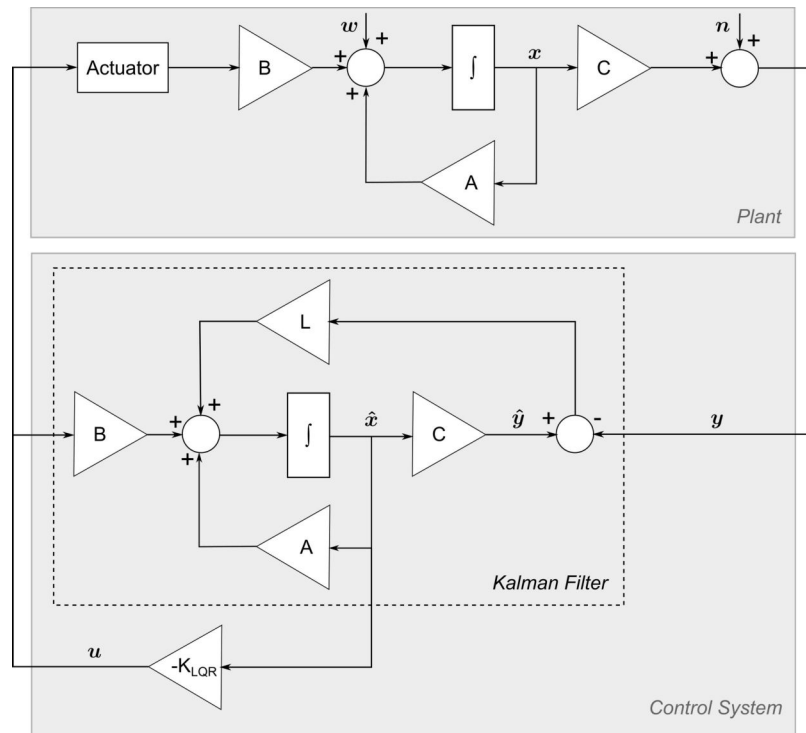 w
+
n
+
Actuator
B
+
+
∫
x
C
+
A
Plant
L
+
B
+
+
∫
x̂
C
ŷ
+
-
y
A
Kalman Filter
u
-K_LQR
Control System